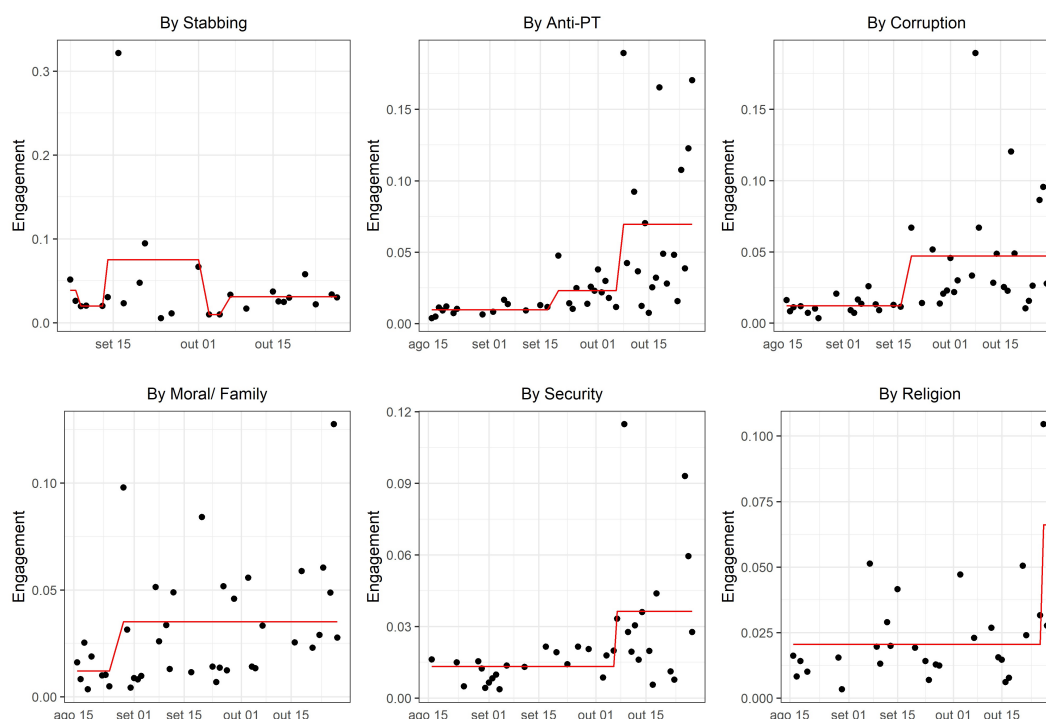 By Stabbing
By Anti-PT
By Corruption
Engagement
0.3
0.2
0.1
0.0
set 15
out 01
out 15
Engagement
0.15
0.10
0.05
0.00
ago 15
set 01
set 15
out 01
out 15
Engagement
0.15
0.10
0.05
0.00
ago 15
set 01
set 15
out 01
out 15
By Moral/ Family
By Security
By Religion
Engagement
0.10
0.05
0.00
ago 15
set 01
set 15
out 01
out 15
Engagement
0.12
0.09
0.06
0.03
0.00
ago 15
set 01
set 15
out 01
out 15
Engagement
0.100
0.075
0.050
0.025
0.000
ago 15
set 01
set 15
out 01
out 15